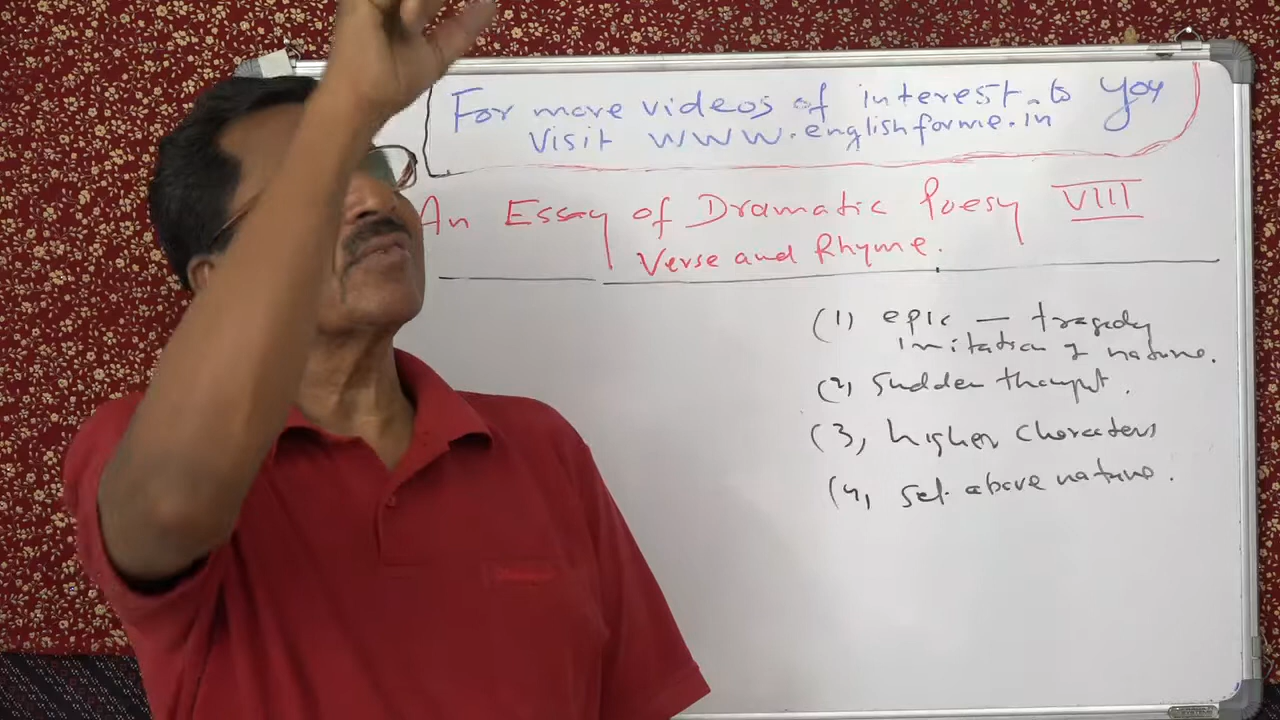 For more videos of interest to You
Visit www.englishforme.in
An Essay of Dramatic Poesy VIII
Verse and Rhyme.
(1) epic — tragedy
imitation of nature.
(2) sudden thought.
(3) higher characters
(4) set above nature.